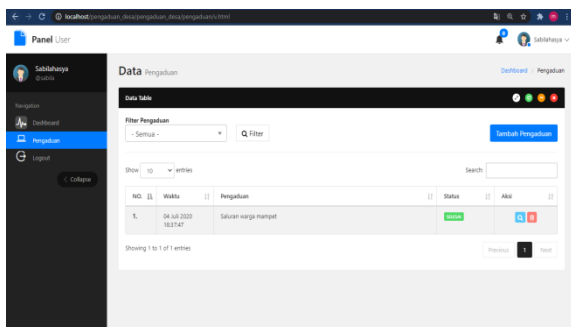 localhost/pengaduan_desa/pengaduan_desa/pengaduan/v.html
Panel User
0
Sabilahasya
Sabilahasya
@sabila
Data Pengaduan
Dashboard / Pengaduan
Navigation
Dashboard
Pengaduan
Logout
Collapse
Data Table
Filter Pengaduan
- Semua -
Filter
Tambah Pengaduan
Show 10 entries
Search:
NO. Waktu Pengaduan Status Aksi
1. 04 Juli 2020 Saluran warga mampet
18:37:47
Showing 1 to 1 of 1 entries
Previous 1 Next